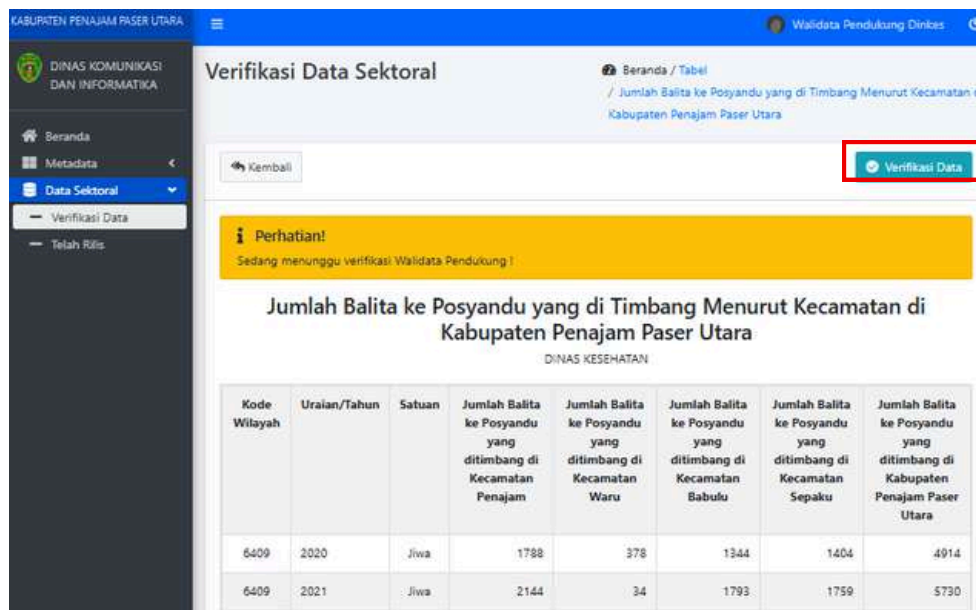 KABUPATEN PENAJAM PASER UTARA
Walidata Pendukung Dinkes
DINAS KOMUNIKASI
DAN INFORMATIKA
Beranda
Metadata
Data Sektoral
Verifikasi Data
Telah Rilis
Verifikasi Data Sektoral
Beranda / Tabel
/ Jumlah Balita ke Posyandu yang di Timbang Menurut Kecamatan
Kabupaten Penajam Paser Utara
Kembali
Verifikasi Data
Perhatian!
Sedang menunggu verifikasi Walidata Pendukung !
Jumlah Balita ke Posyandu yang di Timbang Menurut Kecamatan di
Kabupaten Penajam Paser Utara
DINAS KESEHATAN
Kode Wilayah Uraian/Tahun Satuan Jumlah Balita ke Posyandu yang ditimbang di Kecamatan Penajam Jumlah Balita ke Posyandu yang ditimbang di Kecamatan Waru Jumlah Balita ke Posyandu yang ditimbang di Kecamatan Babulu Jumlah Balita ke Posyandu yang ditimbang di Kecamatan Sepaku Jumlah Balita ke Posyandu yang ditimbang di Kabupaten Penajam Paser Utara
6409 2020 Jiwa 1788 378 1344 1404 4914
6409 2021 Jiwa 2144 34 1793 1759 5730